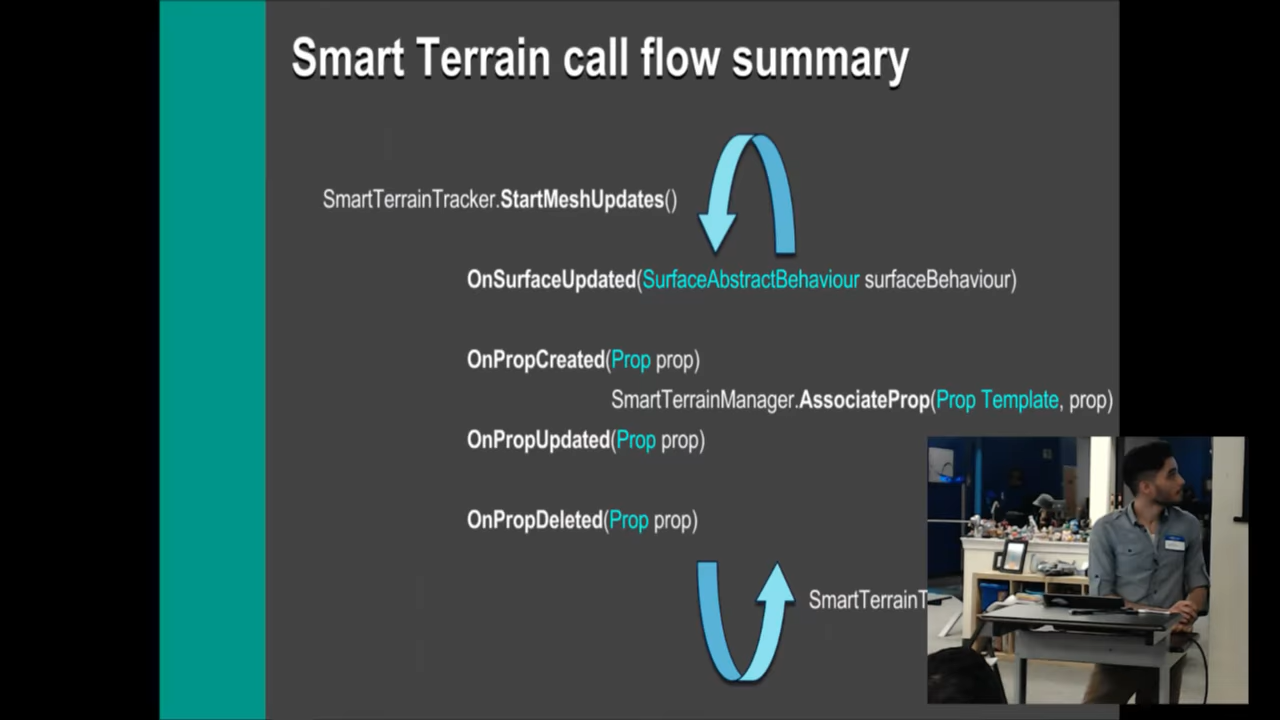 Smart Terrain call flow summary
SmartTerrainTracker.StartMeshUpdates()
OnSurfaceUpdated(SurfaceAbstractBehaviour surfaceBehaviour)
OnPropCreated(Prop prop)
SmartTerrainManager.AssociateProp(Prop Template, prop)
OnPropUpdated(Prop prop)
OnPropDeleted(Prop prop)
SmartTerrainT